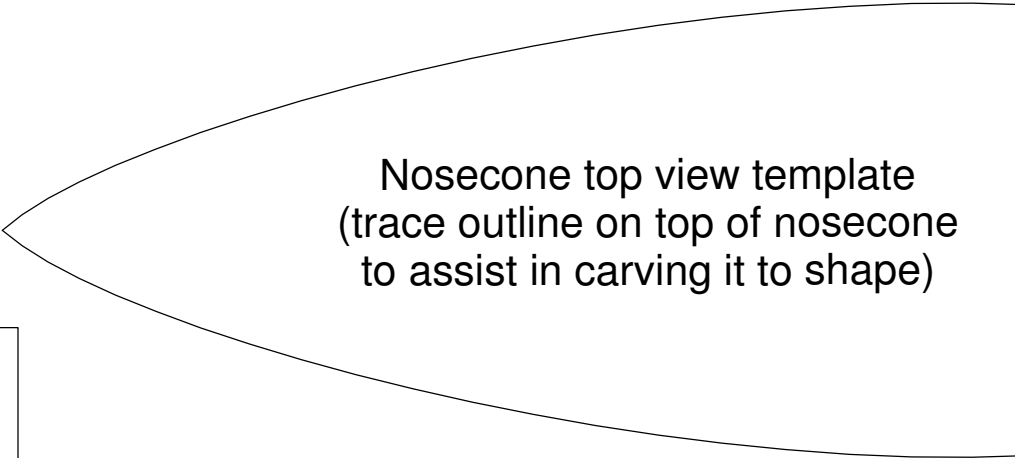 Nosecone top view template
(trace outline on top of nosecone
to assist in carving it to shape)